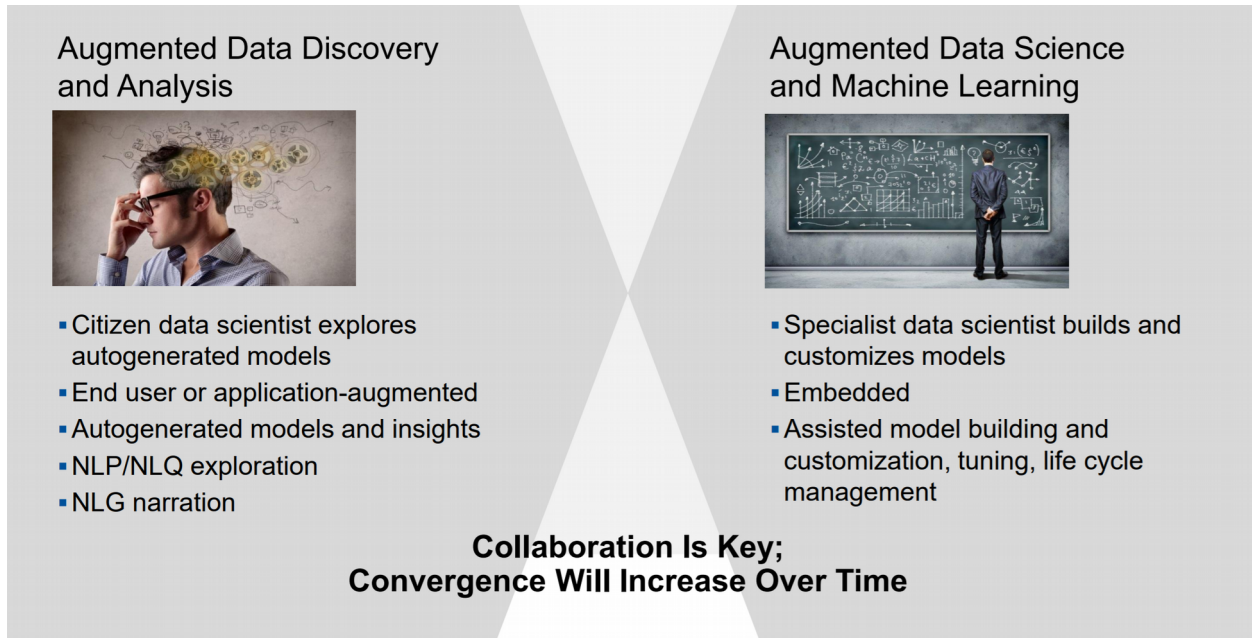 Augmented Data Discovery
and Analysis
▪ Citizen data scientist explores
autogenerated models
▪ End user or application-augmented
▪ Autogenerated models and insights
▪ NLP/NLQ exploration
▪ NLG narration
Augmented Data Science
and Machine Learning
▪ Specialist data scientist builds and
customizes models
▪ Embedded
▪ Assisted model building and
customization, tuning, life cycle
management
Collaboration Is Key;
Convergence Will Increase Over Time